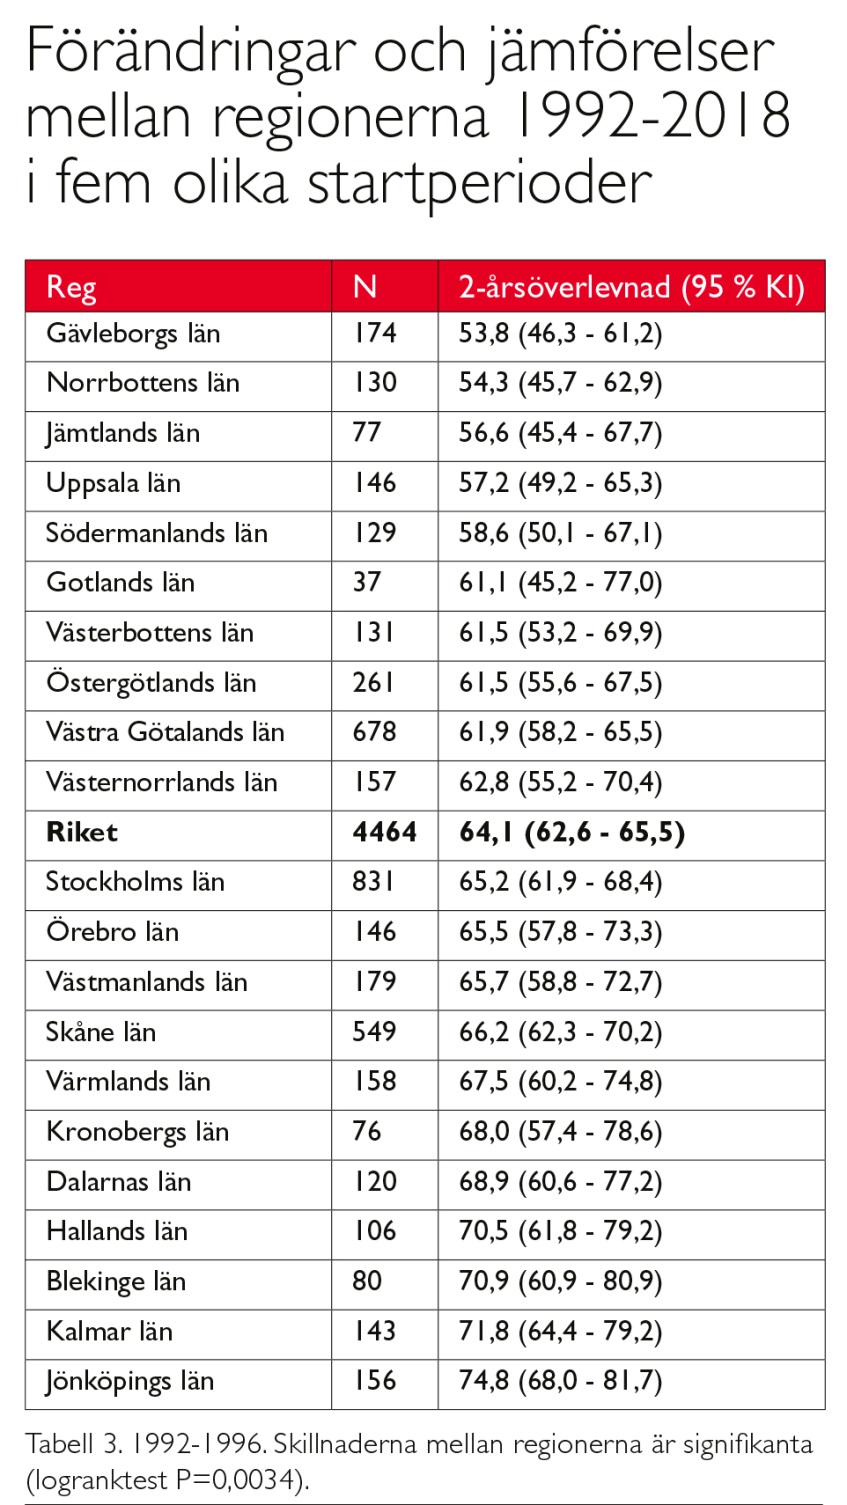 Förändringar och jämförelser
mellan regionerna 1992-2018
i fem olika startperioder
Reg N 2-årsöverlevnad (95 % KI)
Gävleborgs län 174 53,8 (46,3 - 61,2)
Norrbottens län 130 54,3 (45,7 - 62,9)
Jämtlands län 77 56,6 (45,4 - 67,7)
Uppsala län 146 57,2 (49,2 - 65,3)
Södermanlands län 129 58,6 (50,1 - 67,1)
Gotlands län 37 61,1 (45,2 - 77,0)
Västerbottens län 131 61,5 (53,2 - 69,9)
Östergötlands län 261 61,5 (55,6 - 67,5)
Västra Götalands län 678 61,9 (58,2 - 65,5)
Västernorrlands län 157 62,8 (55,2 - 70,4)
Riket 4464 64,1 (62,6 - 65,5)
Stockholms län 831 65,2 (61,9 - 68,4)
Örebro län 146 65,5 (57,8 - 73,3)
Västmanlands län 179 65,7 (58,8 - 72,7)
Skåne län 549 66,2 (62,3 - 70,2)
Värmlands län 158 67,5 (60,2 - 74,8)
Kronobergs län 76 68,0 (57,4 - 78,6)
Dalarnas län 120 68,9 (60,6 - 77,2)
Hallands län 106 70,5 (61,8 - 79,2)
Blekinge län 80 70,9 (60,9 - 80,9)
Kalmar län 143 71,8 (64,4 - 79,2)
Jönköpings län 156 74,8 (68,0 - 81,7)
Tabell 3. 1992-1996. Skillnaderna mellan regionerna är signifikanta
(logranktest P=0,0034).